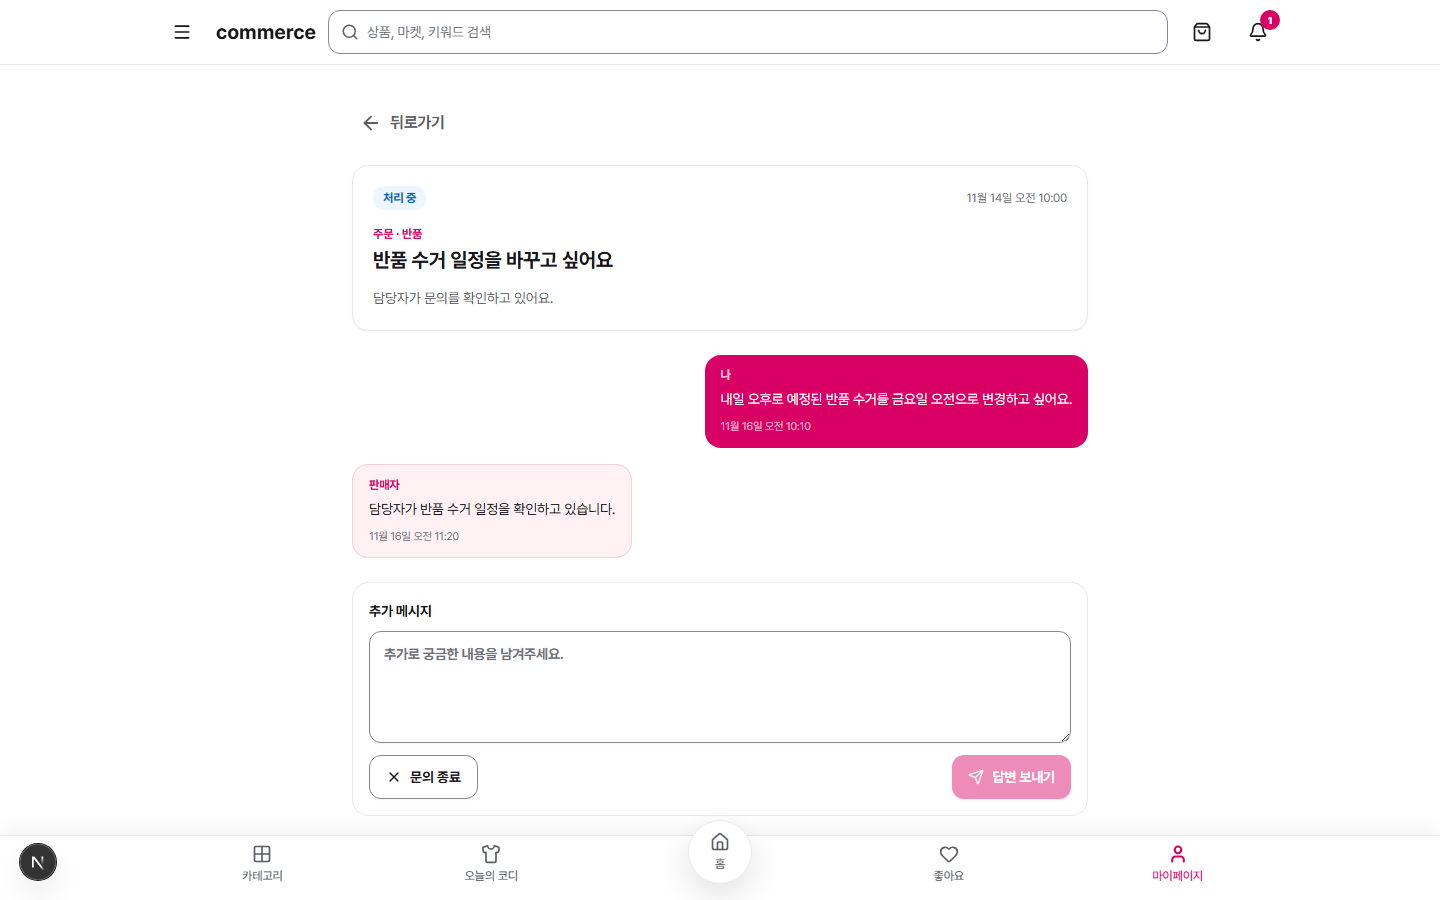 commerce
상품, 마켓, 키워드 검색
1
뒤로가기
처리 중
11월 14일 오전 10:00
주문 · 반품
반품 수거 일정을 바꾸고 싶어요
담당자가 문의를 확인하고 있어요.
나
내일 오후로 예정된 반품 수거를 금요일 오전으로 변경하고 싶어요.
11월 16일 오전 10:10
판매자
담당자가 반품 수거 일정을 확인하고 있습니다.
11월 16일 오전 11:20
추가 메시지
추가로 궁금한 내용을 남겨주세요.
문의 종료
답변 보내기
N
카테고리
오늘의 코디
홈
좋아요
마이페이지